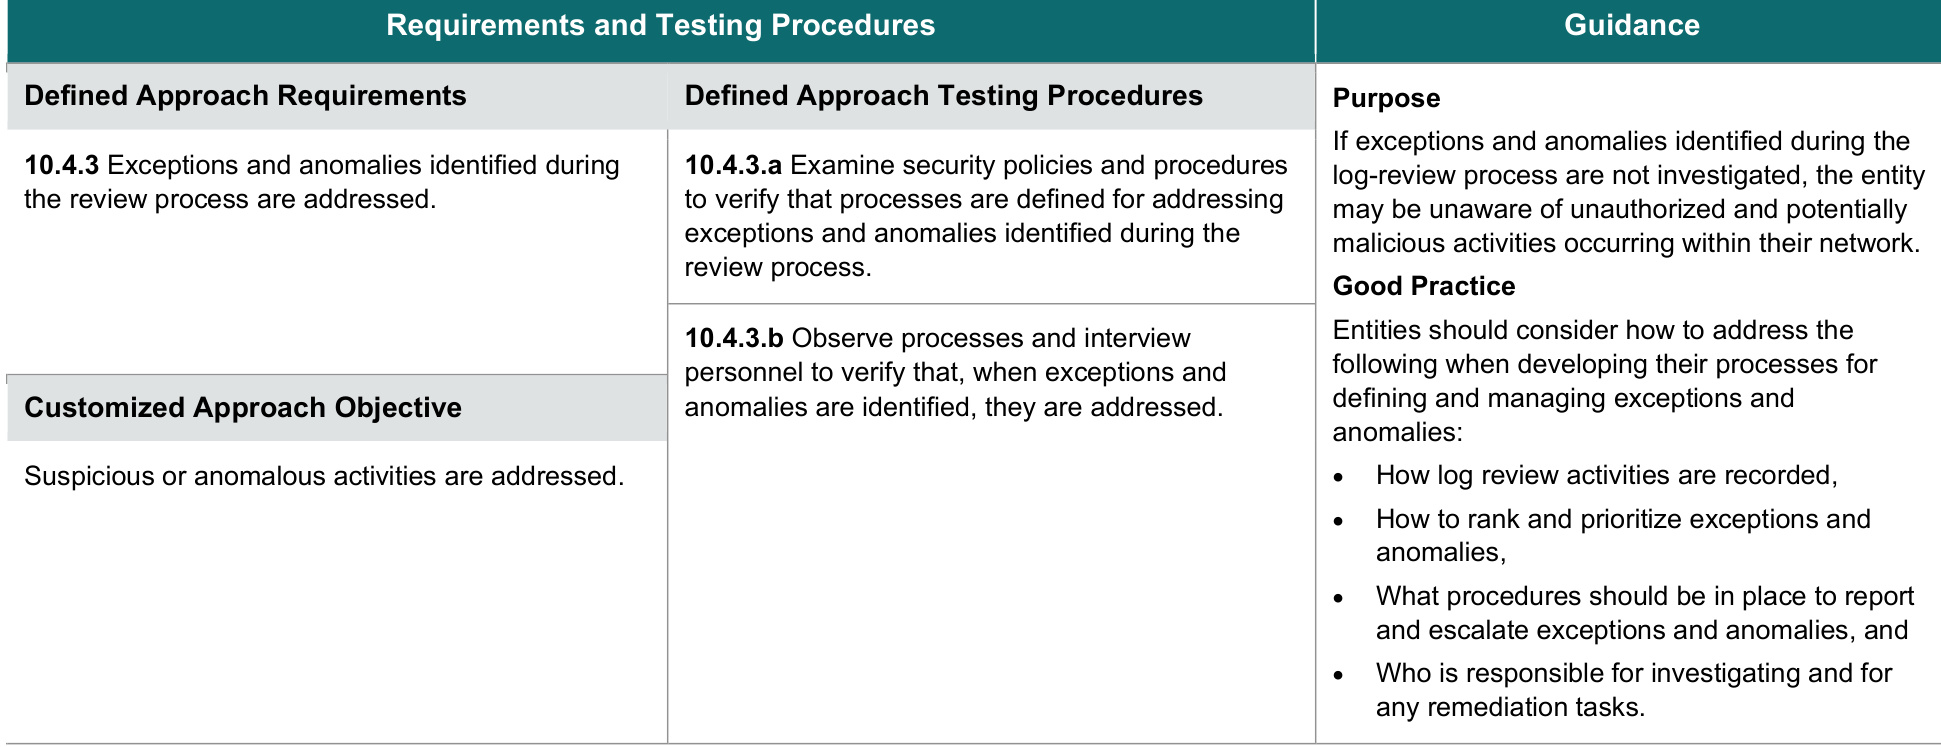 Requirements and Testing Procedures
Guidance
Defined Approach Requirements
10.4.3 Exceptions and anomalies identified during
the review process are addressed.
Customized Approach Objective
Suspicious or anomalous activities are addressed.
Defined Approach Testing Procedures
10.4.3.a Examine security policies and procedures
to verify that processes are defined for addressing
exceptions and anomalies identified during the
review process.
10.4.3.b Observe processes and interview
personnel to verify that, when exceptions and
anomalies are identified, they are addressed.
Purpose
If exceptions and anomalies identified during the
log-review process are not investigated, the entity
may be unaware of unauthorized and potentially
malicious activities occurring within their network.
Good Practice
Entities should consider how to address the
following when developing their processes for
defining and managing exceptions and
anomalies:
• How log review activities are recorded,
• How to rank and prioritize exceptions and
anomalies,
• What procedures should be in place to report
and escalate exceptions and anomalies, and
• Who is responsible for investigating and for
any remediation tasks.